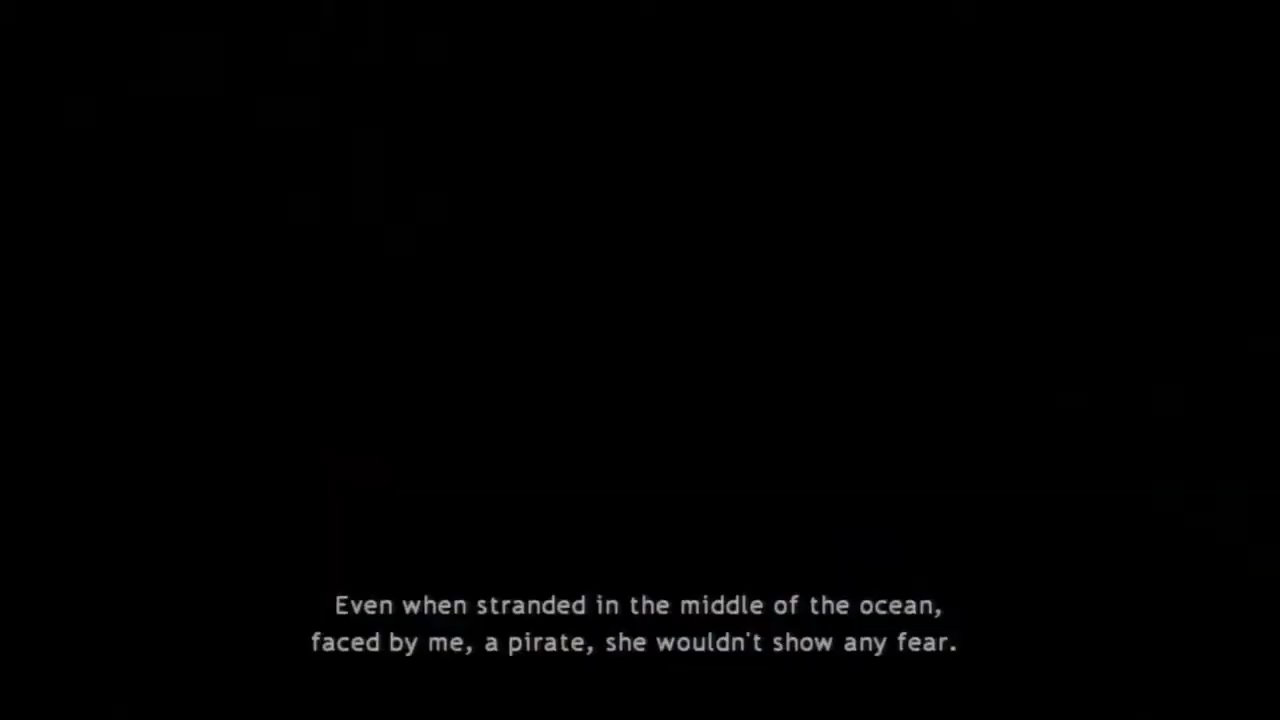 Even when stranded in the middle of the ocean,
faced by me, a pirate, she wouldn't show any fear.